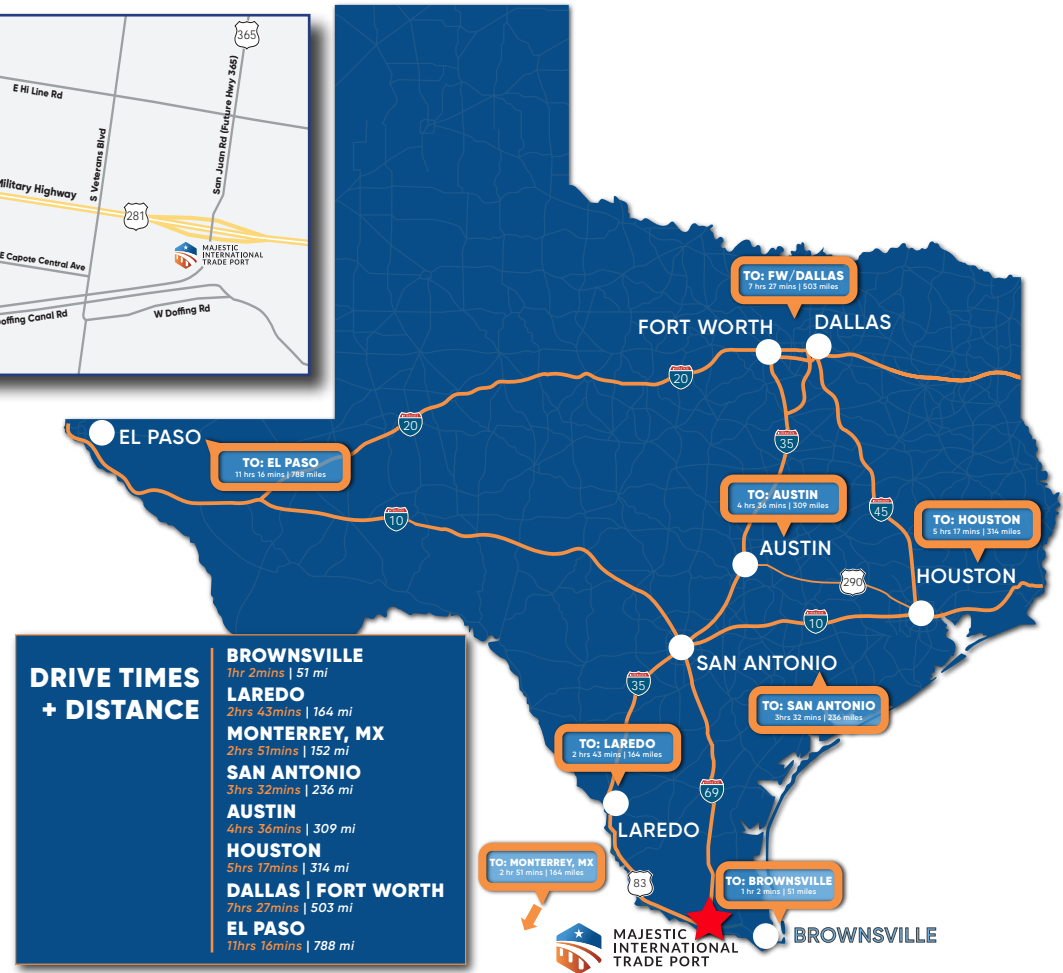 365
E Hi Line Rd
S Veterans Blvd
San Juan Rd (Future Hwy 365)
Military Highway
281
MAJESTIC
INTERNATIONAL
TRADE PORT
E Capote Central Ave
W Doffing Rd
offing Canal Rd
TO: FW/DALLAS
7 hrs 27 mins | 503 miles
FORT WORTH
DALLAS
20
20
EL PASO
TO: EL PASO
11 hrs 16 mins | 788 miles
35
TO: AUSTIN
4 hrs 36 mins | 309 miles
45
TO: HOUSTON
5 hrs 17 mins | 314 miles
10
AUSTIN
290
HOUSTON
10
SAN ANTONIO
35
TO: SAN ANTONIO
3hrs 32 mins | 236 miles
TO: LAREDO
2 hrs 43 mins | 164 miles
69
LAREDO
TO: MONTERREY, MX
2 hr 51 mins | 164 miles
83
TO: BROWNSVILLE
1 hr 2 mins | 51 miles
MAJESTIC
INTERNATIONAL
TRADE PORT
BROWNSVILLE
DRIVE TIMES
+ DISTANCE
BROWNSVILLE
1hr 2mins | 51 mi
LAREDO
2hrs 43mins | 164 mi
MONTERREY, MX
2hrs 51mins | 152 mi
SAN ANTONIO
3hrs 32mins | 236 mi
AUSTIN
4hrs 36mins | 309 mi
HOUSTON
5hrs 17mins | 314 mi
DALLAS | FORT WORTH
7hrs 27mins | 503 mi
EL PASO
11hrs 16mins | 788 mi